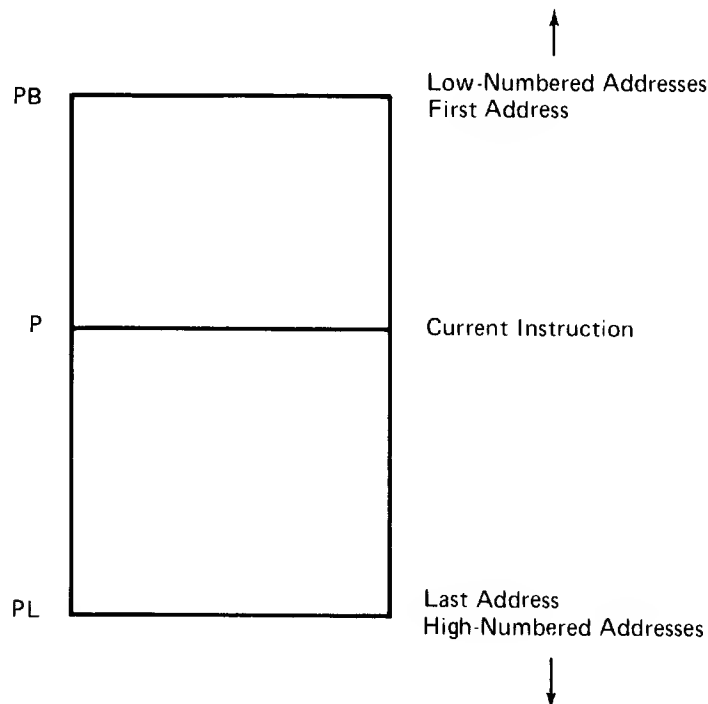 PB
Low-Numbered Addresses
First Address
P
Current Instruction
PL
Last Address
High-Numbered Addresses